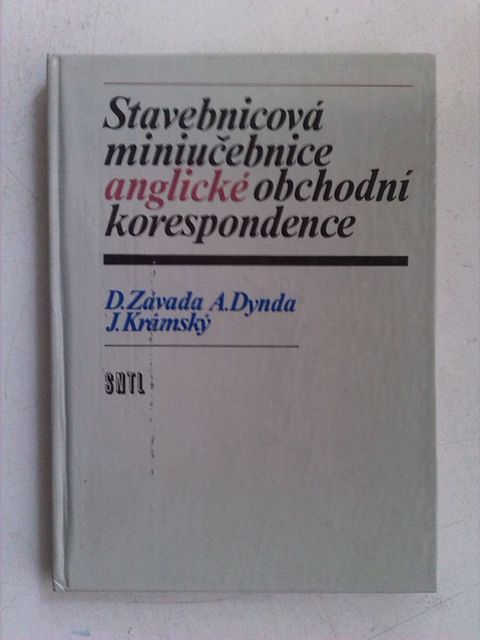 Stavebnicová
miniučebnice
anglické obchodní
korespondence
D. Závada A. Dynda
J. Krámský
SNTL